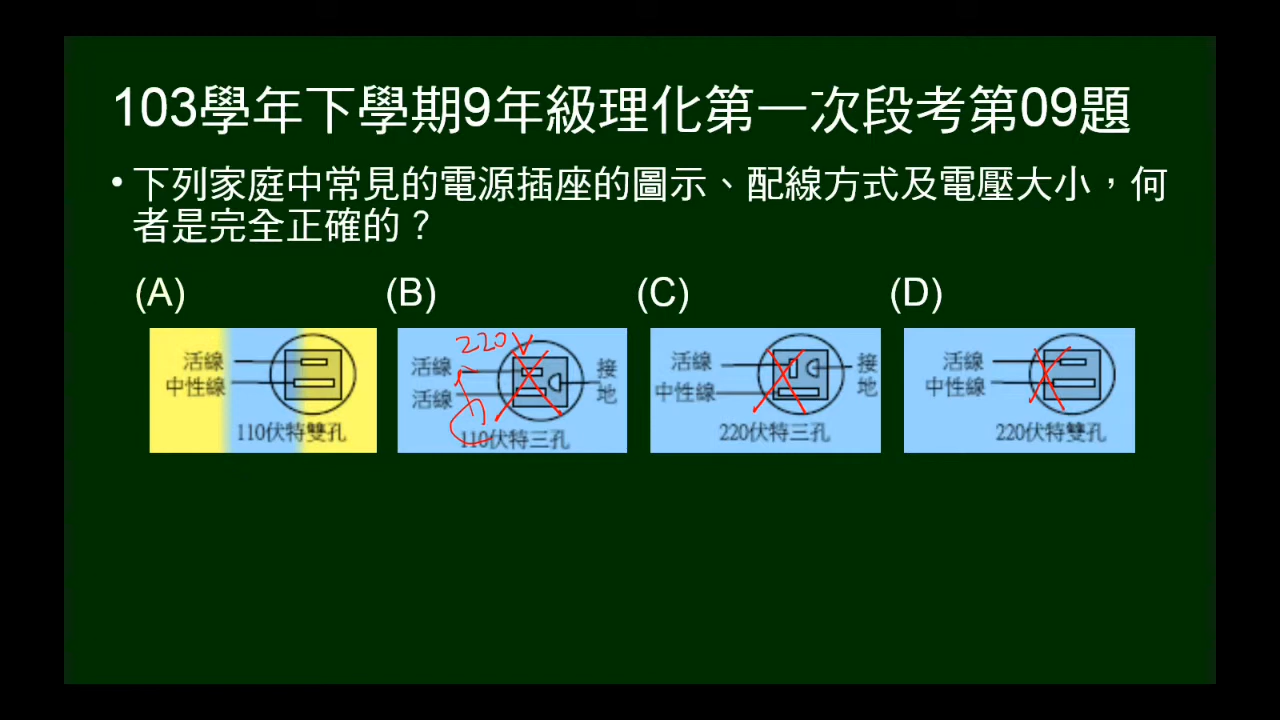 103學年下學期9年級理化第一次段考第09題
•下列家庭中常見的電源插座的圖示、配線方式及電壓大小，何
者是完全正確的？
(A)
活線
中性線
110伏特雙孔
(B)
220V
活線
活線
接
地
110伏特三孔
(C)
活線
中性線
接
地
220伏特三孔
(D)
活線
中性線
220伏特雙孔